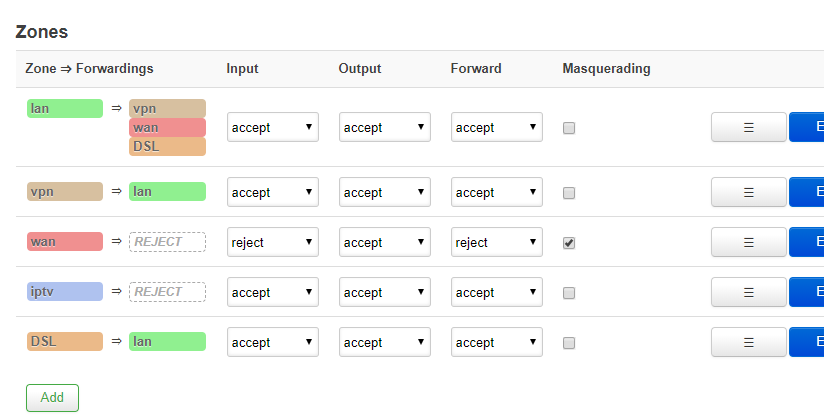 Zones
Zone ⇒ Forwardings Input Output Forward Masquerading
lan ⇒ vpn
wan
DSL
accept accept accept ☰ E
vpn ⇒ lan accept accept accept ☰ E
wan ⇒ REJECT reject accept reject ☰ E
iptv ⇒ REJECT accept accept accept ☰ E
DSL ⇒ lan accept accept accept ☰ E
Add